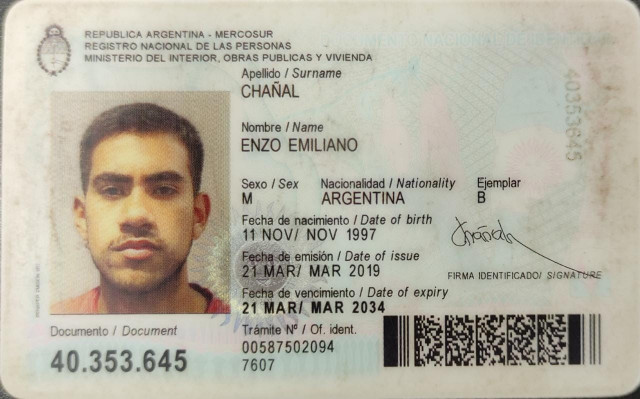 REPUBLICA ARGENTINA - MERCOSUR
REGISTRO NACIONAL DE LAS PERSONAS
MINISTERIO DEL INTERIOR, OBRAS PUBLICAS Y VIVIENDA
Apellido / Surname
CHAÑAL
Nombre / Name
ENZO EMILIANO
Sexo / Sex Nacionalidad / Nationality Ejemplar
M ARGENTINA B
Fecha de nacimiento / Date of birth
11 NOV/ NOV 1997
Fecha de emisión / Date of issue
21 MAR/ MAR 2019
FIRMA IDENTIFICADO/ SIGNATURE
Fecha de vencimiento / Date of expiry
21 MAR/ MAR 2034
Documento / Document
40.353.645
Trámite Nº / Of. ident.
00587502094
7607
40353645
Chañal